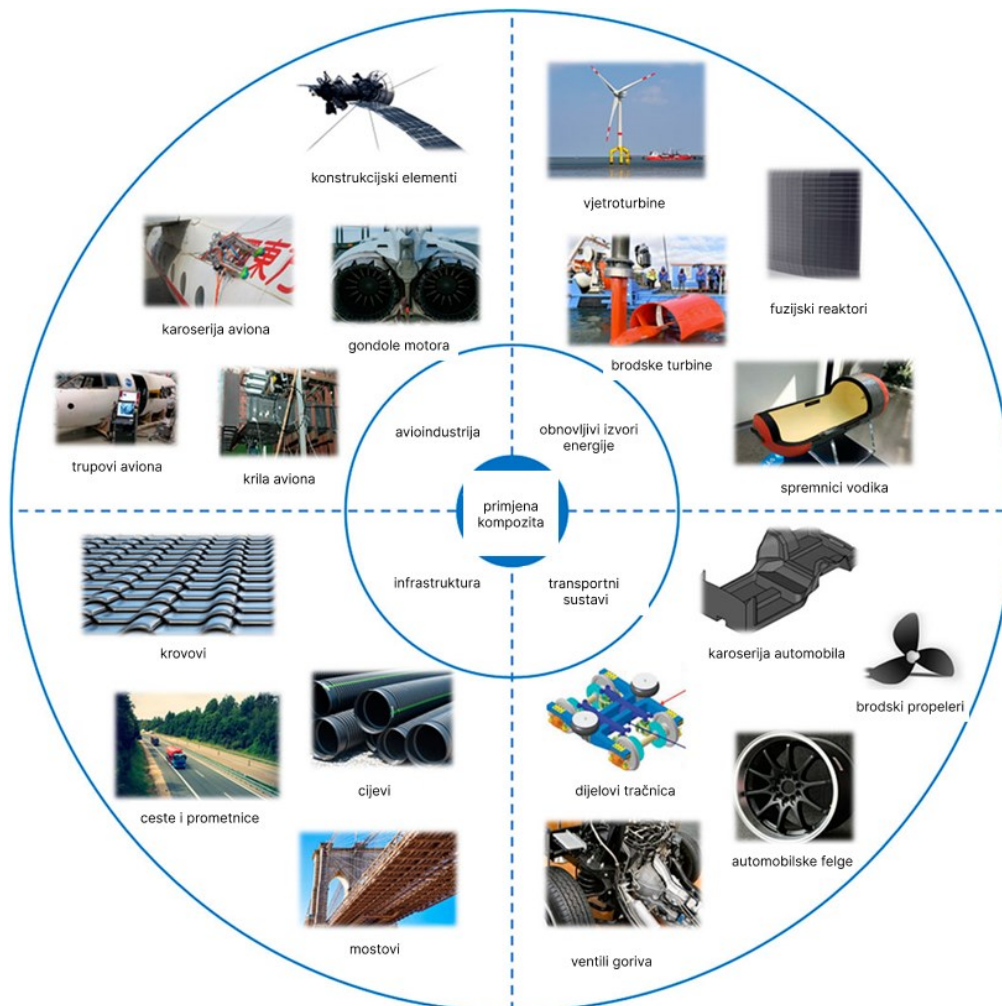 konstrukcijski elementi
karoserija aviona
gondole motora
trupovi aviona
krila aviona
avioindustrija
vjetroturbine
fuzijski reaktori
brodske turbine
spremnici vodika
obnovljivi izvori
energije
primjena
kompozita
infrastruktura
krovovi
cijevi
ceste i prometnice
mostovi
transportni
sustavi
karoserija automobila
brodski propeleri
dijelovi tračnica
automobilske felge
ventili goriva